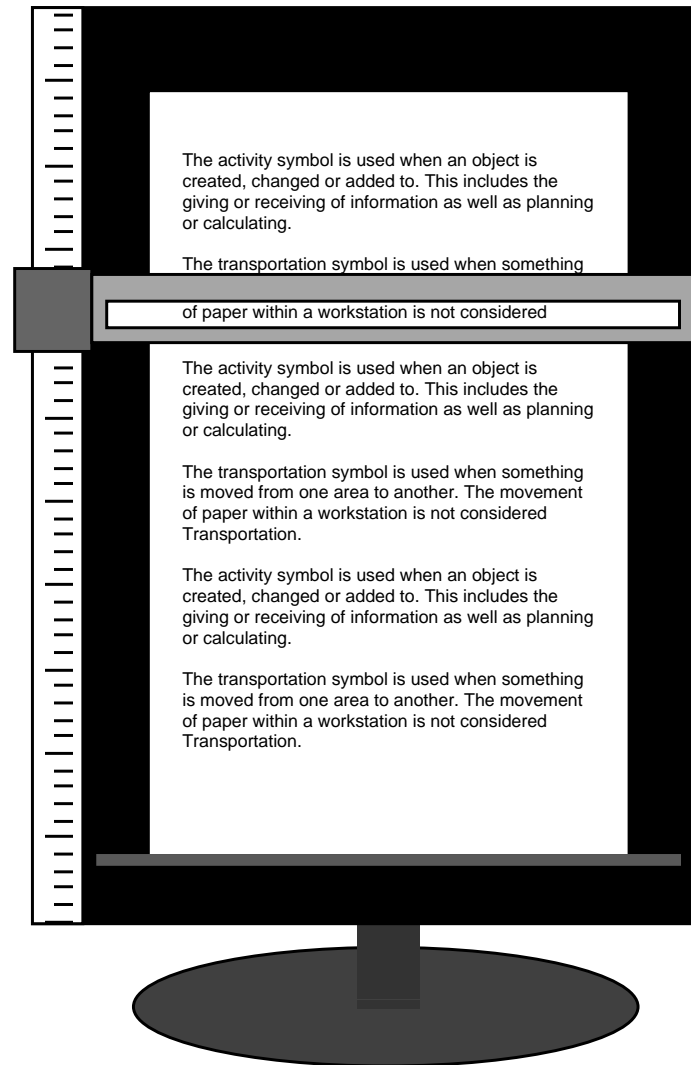 The activity symbol is used when an object is
created, changed or added to. This includes the
giving or receiving of information as well as planning
or calculating.
The transportation symbol is used when something
of paper within a workstation is not considered
The activity symbol is used when an object is
created, changed or added to. This includes the
giving or receiving of information as well as planning
or calculating.
The transportation symbol is used when something
is moved from one area to another. The movement
of paper within a workstation is not considered
Transportation.
The activity symbol is used when an object is
created, changed or added to. This includes the
giving or receiving of information as well as planning
or calculating.
The transportation symbol is used when something
is moved from one area to another. The movement
of paper within a workstation is not considered
Transportation.